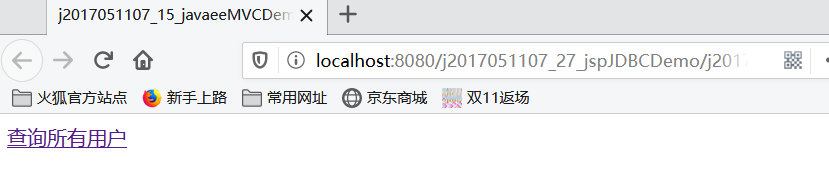 j2017051107_15_javaeeMVCDem
localhost:8080/j2017051107_27_jspJDBCDemo/j2017
火狐官方站点 新手上路 常用网址 京东商城 双11返场
查询所有用户